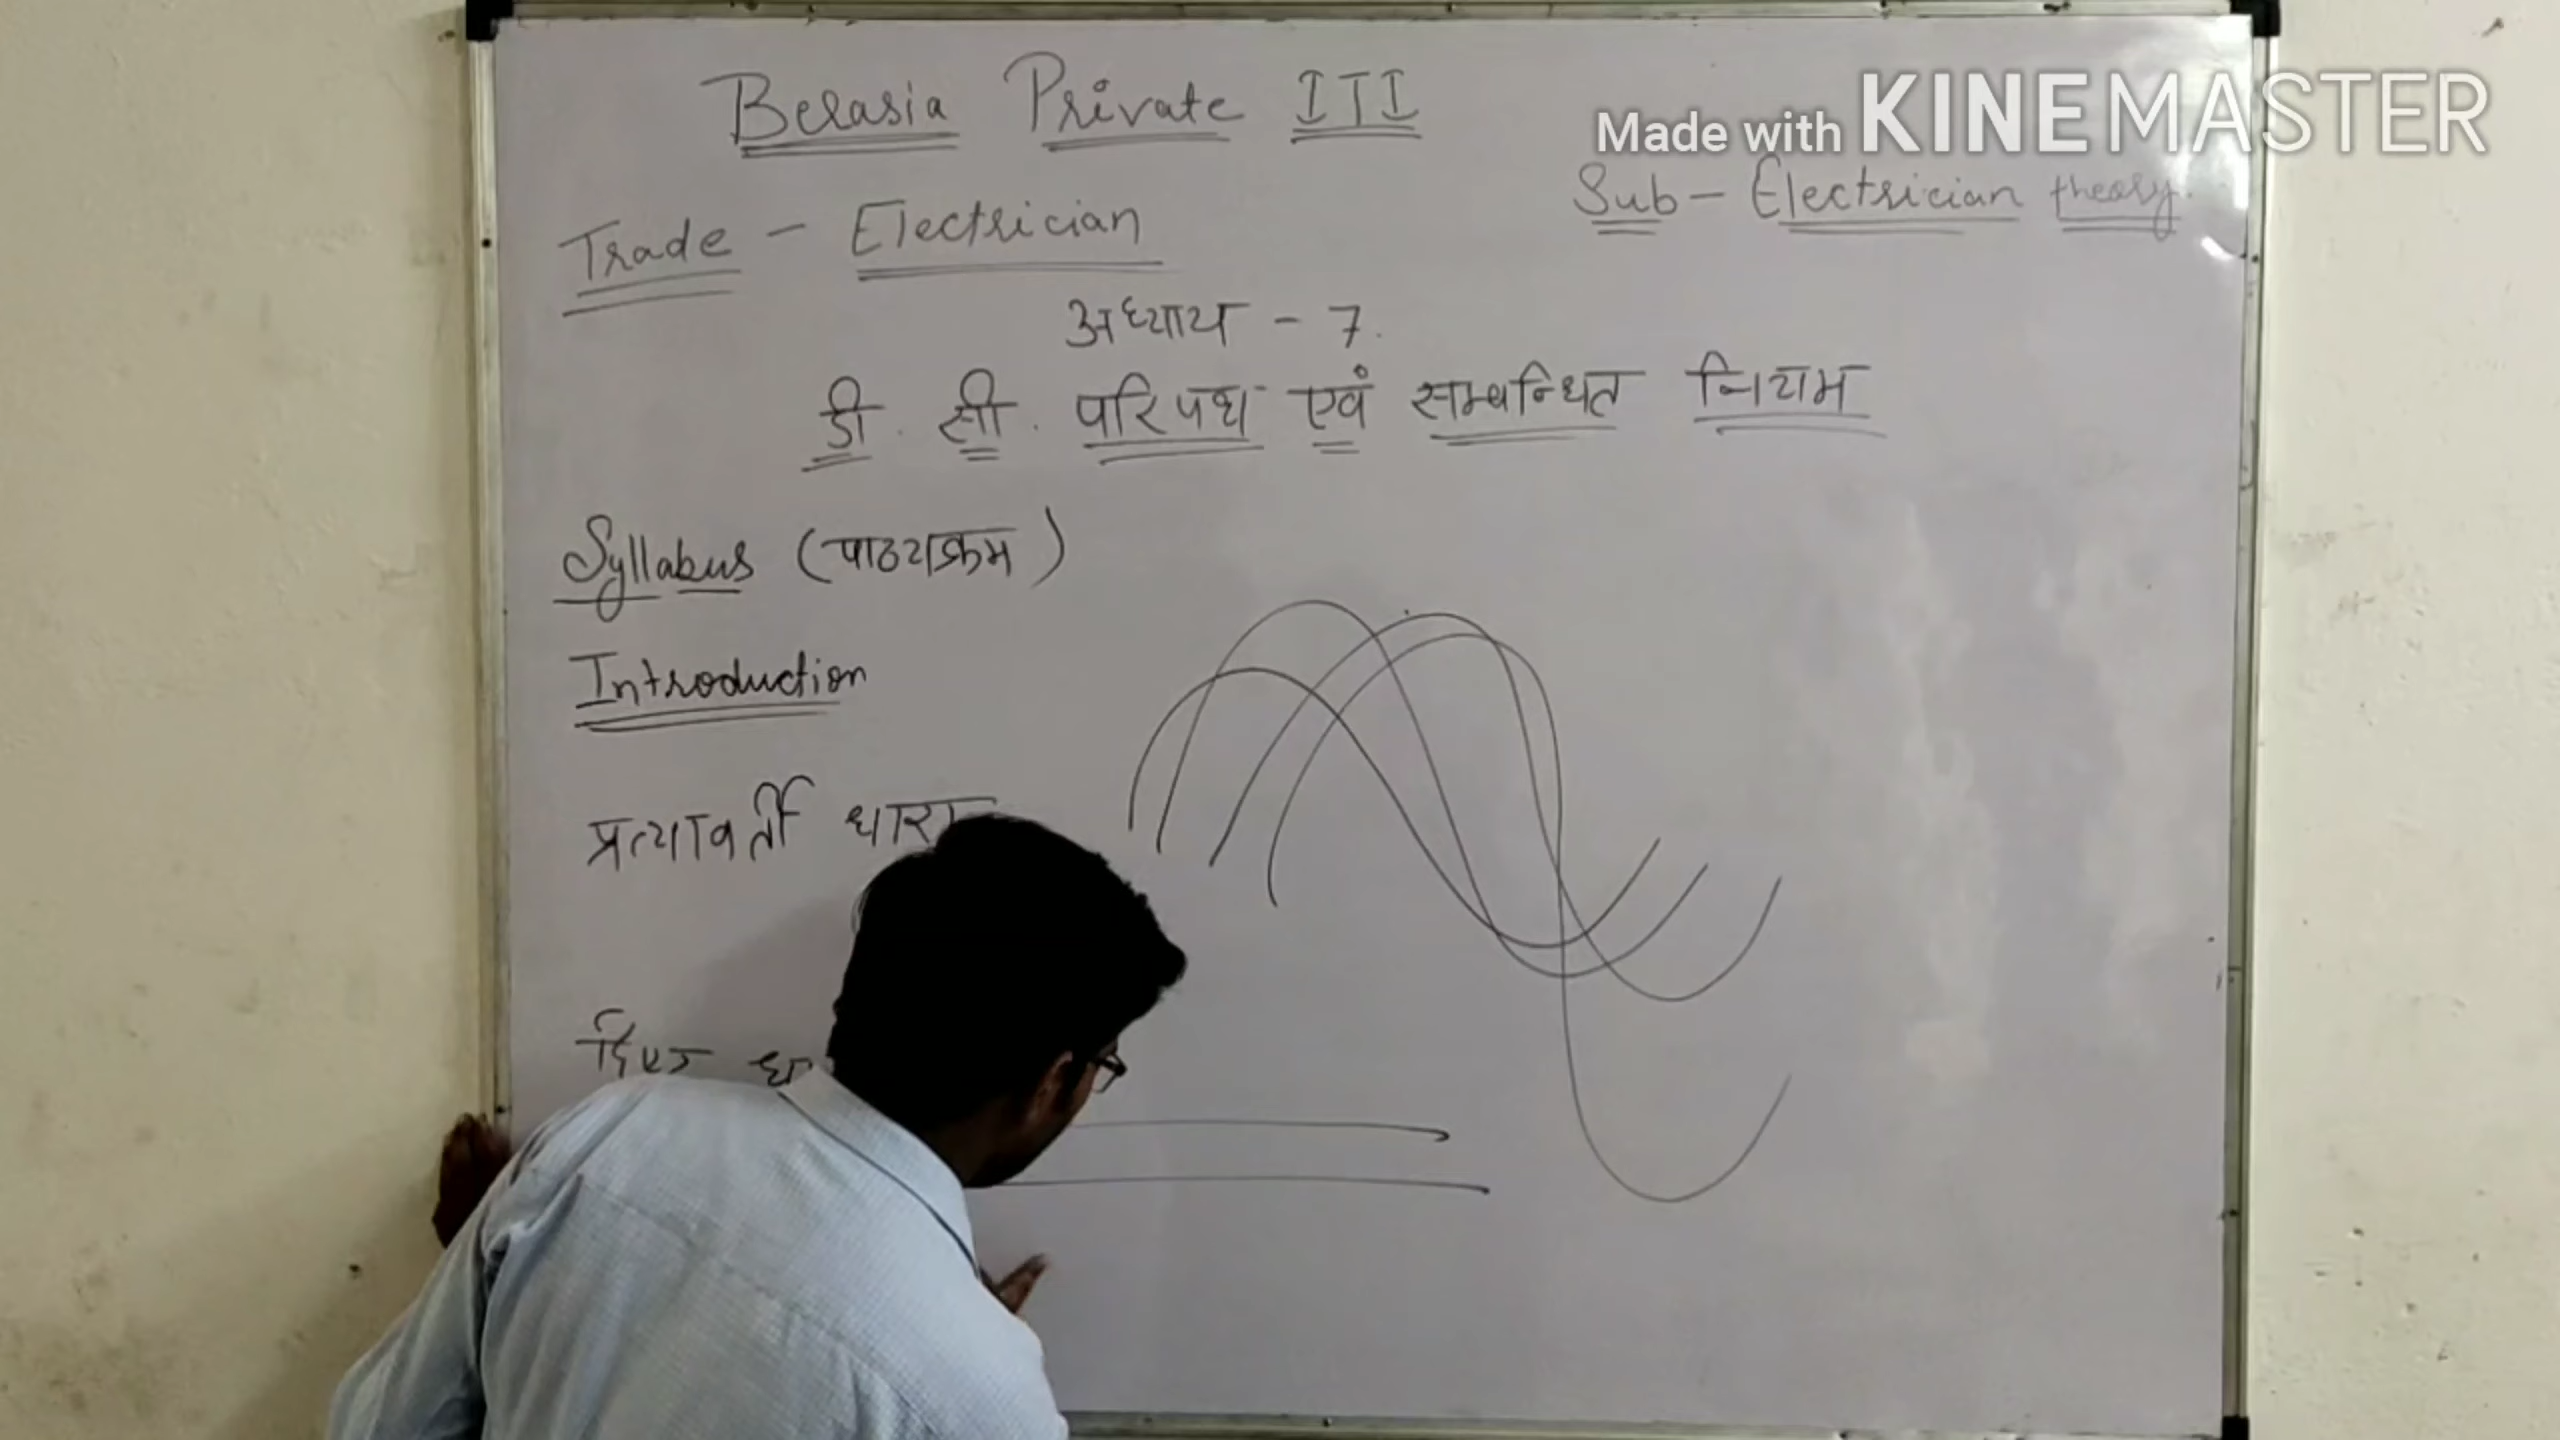 Belasia Private ITI
Made with KINEMASTER
Sub - Electrician theory.
Trade - Electrician
अध्याय - 7.
डी. सी. परिपथ एवं सम्बन्धित नियम
Syllabus (पाठ्यक्रम)
Introduction
प्रत्यावर्ती धारा
दिष्ट